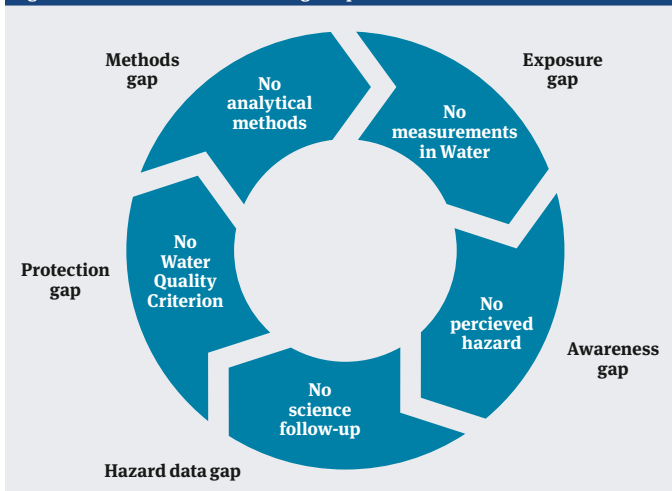 Methods
gap
No
analytical
methods
Exposure
gap
No
measurements
in Water
Awareness
gap
No
percieved
hazard
Hazard data gap
No
science
follow-up
Protection
gap
No
Water
Quality
Criterion